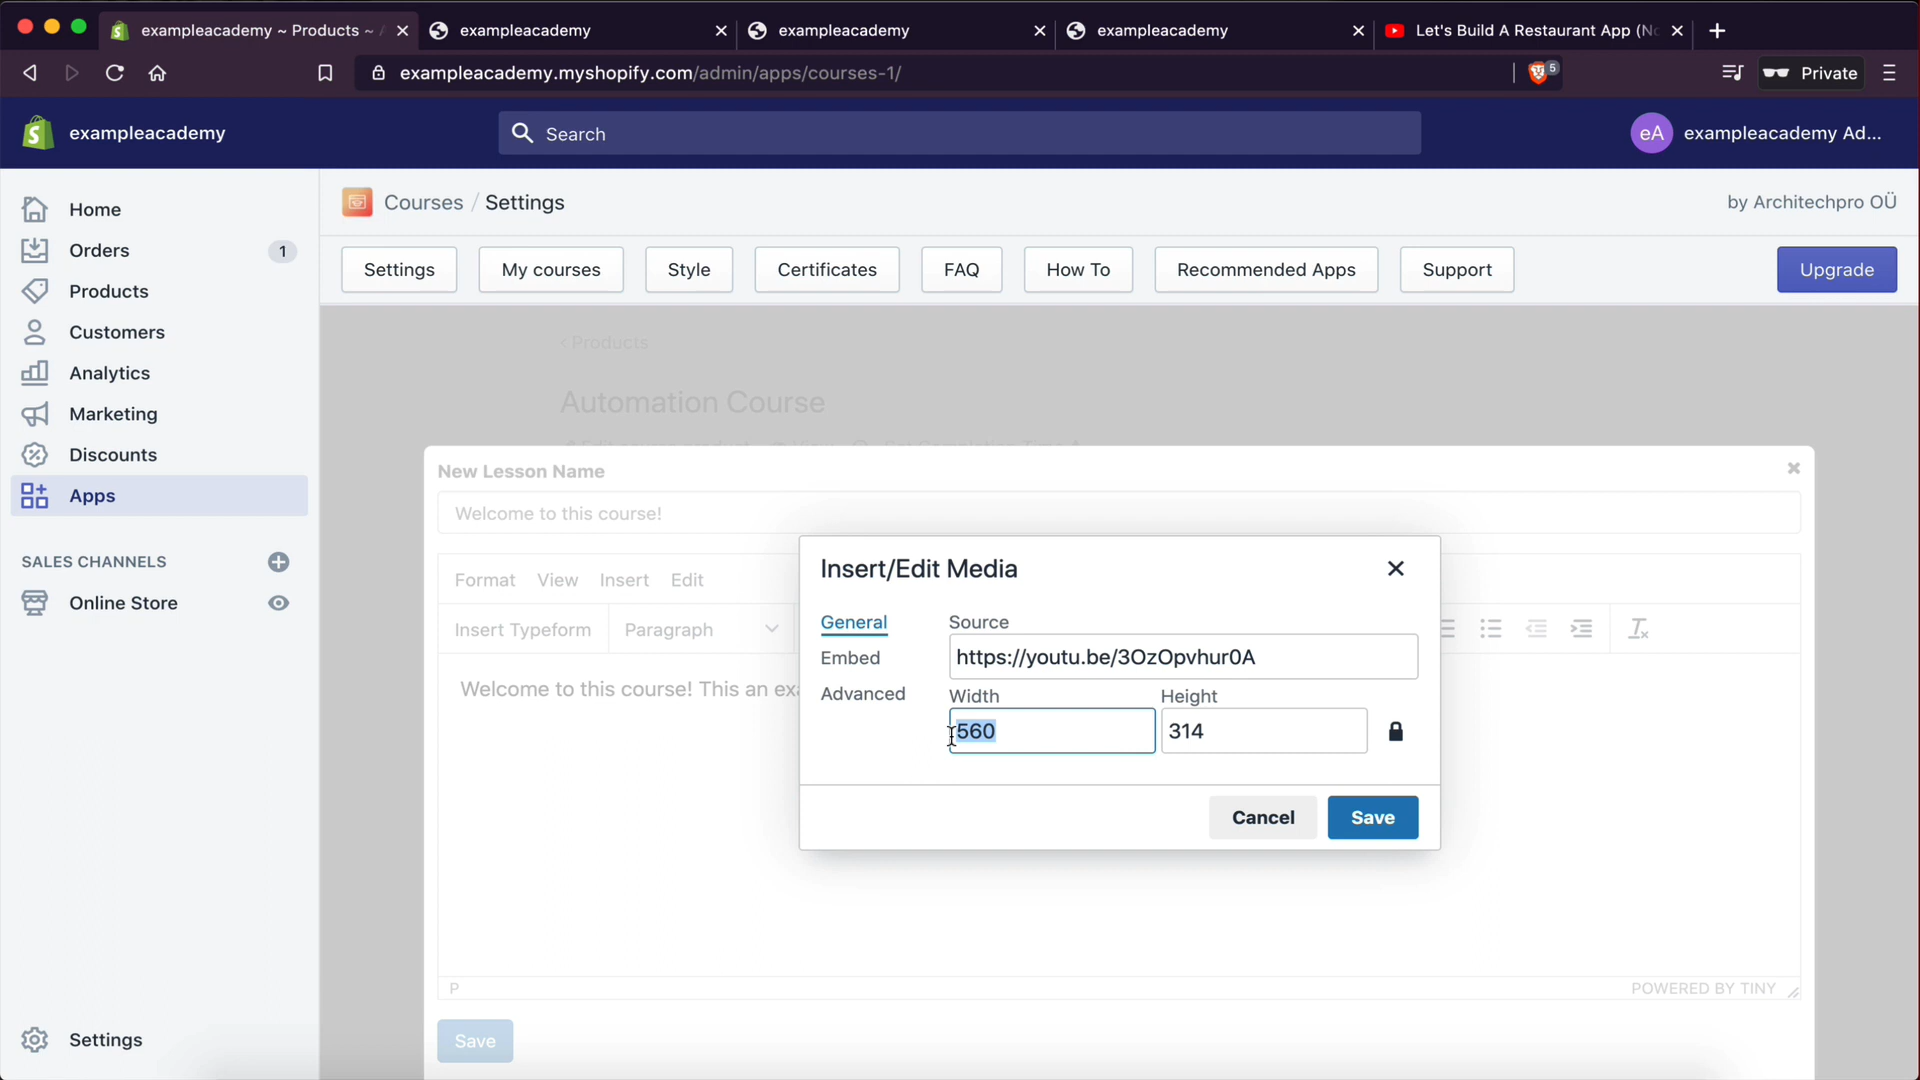 exampleacademy ~ Products ~
exampleacademy
exampleacademy
exampleacademy
Let's Build A Restaurant App
exampleacademy.myshopify.com/admin/apps/courses-1/
5
Private
exampleacademy
Search
eA
exampleacademy Ad...
Home
Orders
1
Products
Customers
Analytics
Marketing
Discounts
Apps
SALES CHANNELS
Online Store
Settings
Courses / Settings
by Architechpro OÜ
Settings
My courses
Style
Certificates
FAQ
How To
Recommended Apps
Support
Upgrade
‹ Products
Automation Course
New Lesson Name
Welcome to this course!
Format View Insert Edit
Insert Typeform
Paragraph
Welcome to this course! This an
Insert/Edit Media
General
Embed
Advanced
Source
https://youtu.be/3OzOpvhur0A
Width
Height
560
314
Cancel
Save
P
POWERED BY TINY
Save